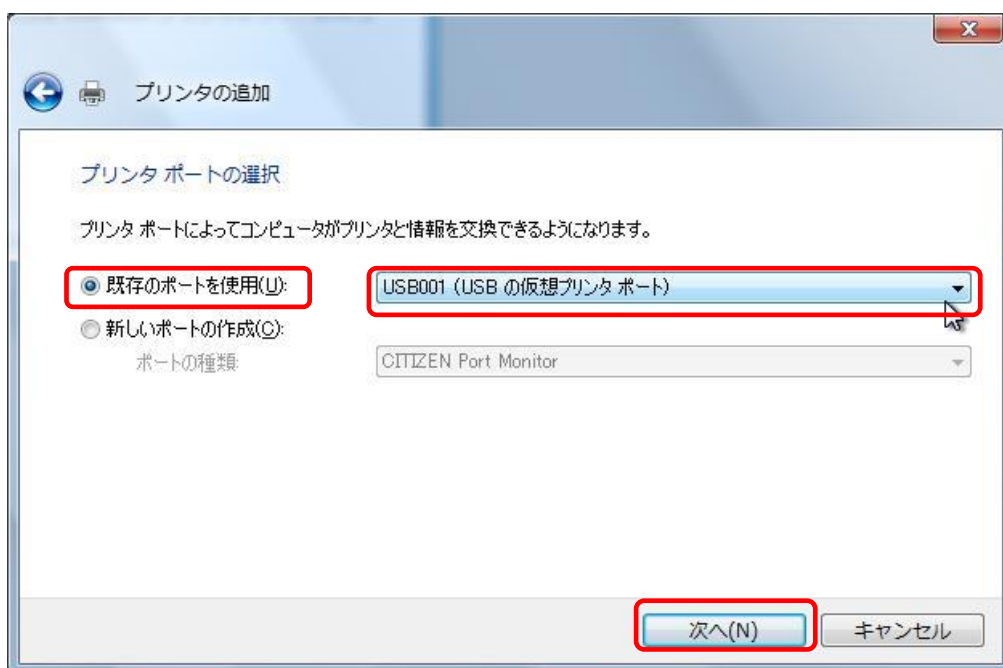 プリンタの追加
プリンタ ポートの選択
プリンタ ポートによってコンピュータがプリンタと情報を交換できるようになります。
既存のポートを使用(U): USB001 (USB の仮想プリンタ ポート)
新しいポートの作成(C):
ポートの種類: CITIZEN Port Monitor
次へ(N) キャンセル